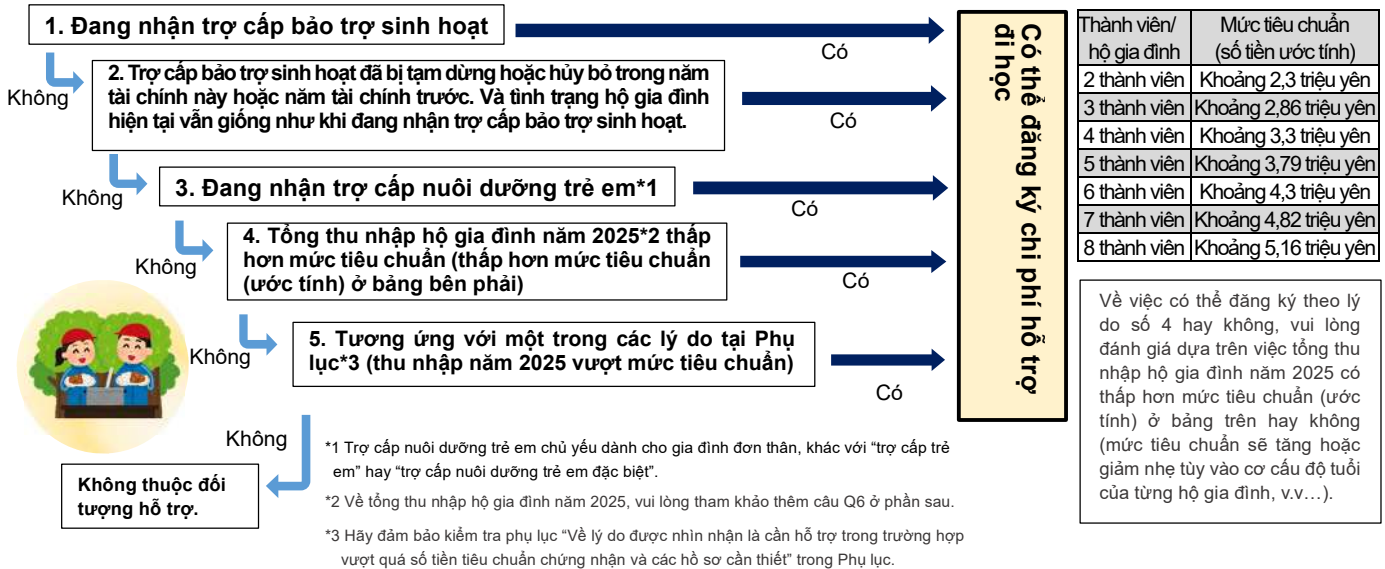 1. Đang nhận trợ cấp bảo trợ sinh hoạt
Có
Không
2. Trợ cấp bảo trợ sinh hoạt đã bị tạm dừng hoặc hủy bỏ trong năm
tài chính này hoặc năm tài chính trước. Và tình trạng hộ gia đình
hiện tại vẫn giống như khi đang nhận trợ cấp bảo trợ sinh hoạt.
Có
Không
3. Đang nhận trợ cấp nuôi dưỡng trẻ em*1
Có
Không
4. Tổng thu nhập hộ gia đình năm 2025*2 thấp
hơn mức tiêu chuẩn (thấp hơn mức tiêu chuẩn
(ước tính) ở bảng bên phải)
Có
Không
5. Tương ứng với một trong các lý do tại Phụ
lục*3 (thu nhập năm 2025 vượt mức tiêu chuẩn)
Có
Không
Không thuộc đối
tượng hỗ trợ.
Có thể đăng ký chi phí hỗ trợ
đi học
*1 Trợ cấp nuôi dưỡng trẻ em chủ yếu dành cho gia đình đơn thân, khác với “trợ cấp trẻ
em” hay “trợ cấp nuôi dưỡng trẻ em đặc biệt”.
*2 Về tổng thu nhập hộ gia đình năm 2025, vui lòng tham khảo thêm câu Q6 ở phần sau.
*3 Hãy đảm bảo kiểm tra phụ lục “Về lý do được nhìn nhận là cần hỗ trợ trong trường hợp
vượt quá số tiền tiêu chuẩn chứng nhận và các hồ sơ cần thiết” trong Phụ lục.
Thành viên/ Mức tiêu chuẩn
hộ gia đình (số tiền ước tính)
2 thành viên Khoảng 2,3 triệu yên
3 thành viên Khoảng 2,86 triệu yên
4 thành viên Khoảng 3,3 triệu yên
5 thành viên Khoảng 3,79 triệu yên
6 thành viên Khoảng 4,3 triệu yên
7 thành viên Khoảng 4,82 triệu yên
8 thành viên Khoảng 5,16 triệu yên
Về việc có thể đăng ký theo lý
do số 4 hay không, vui lòng
đánh giá dựa trên việc tổng thu
nhập hộ gia đình năm 2025 có
thấp hơn mức tiêu chuẩn (ước
tính) ở bảng trên hay không
(mức tiêu chuẩn sẽ tăng hoặc
giảm nhẹ tùy vào cơ cấu độ tuổi
của từng hộ gia đình, v.v…).